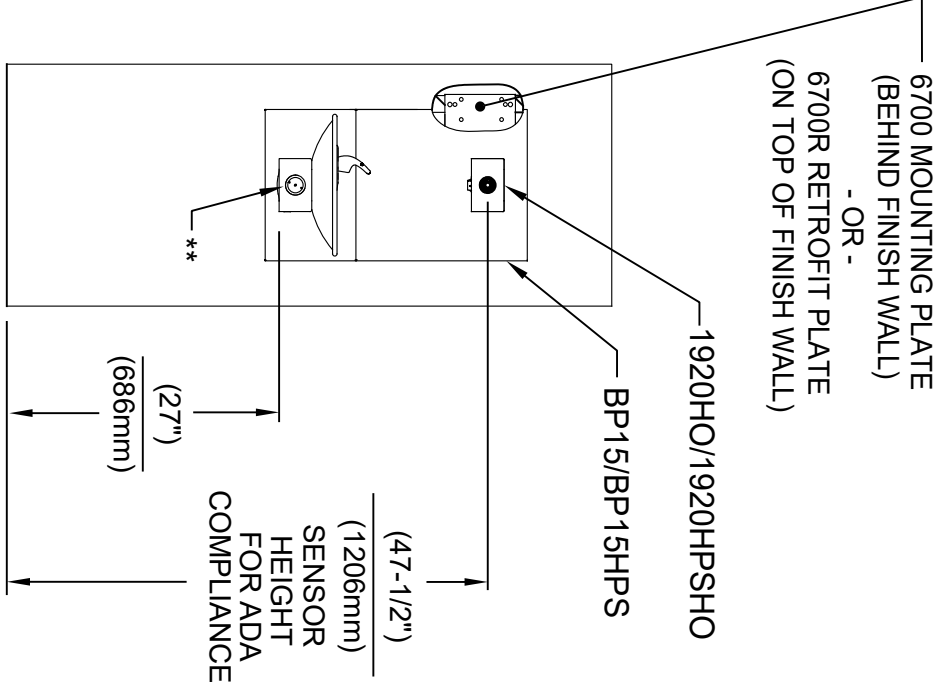 6700 MOUNTING PLATE
(BEHIND FINISH WALL)
- OR -
6700R RETROFIT PLATE
(ON TOP OF FINISH WALL)
1920HO/1920HPSHO
BP15/BP15HPS
**
(47-1/2")
(1206mm)
SENSOR
HEIGHT
FOR ADA
COMPLIANCE
(27")
(686mm)